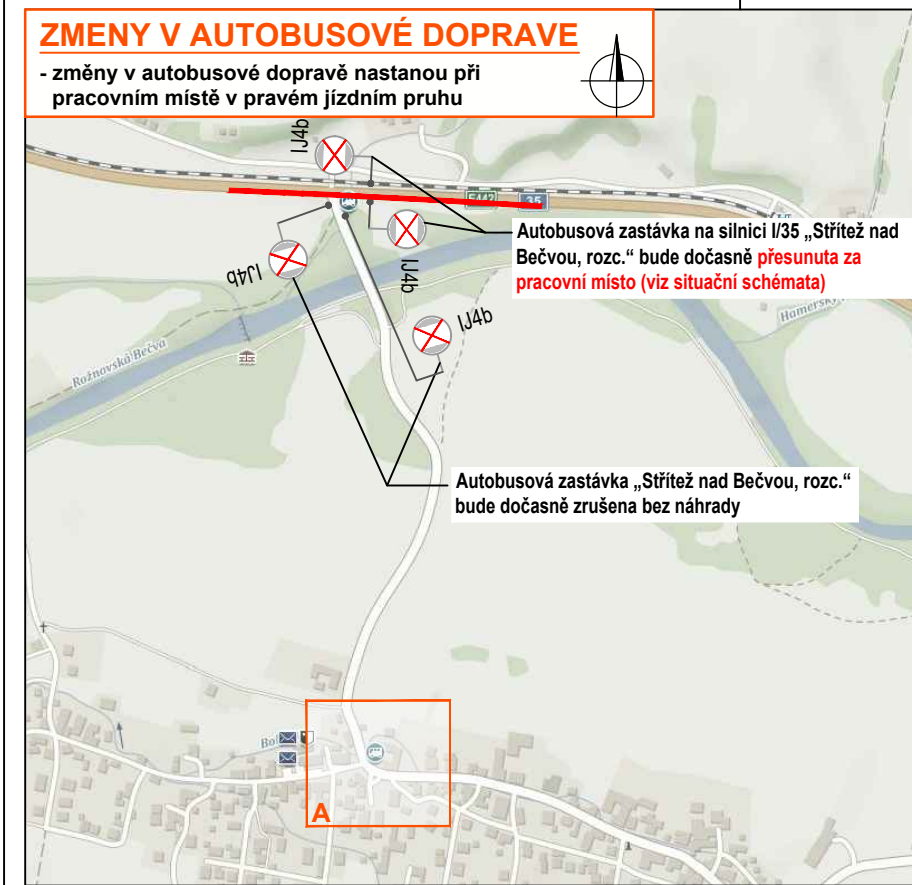 ZMENY V AUTOBUSOVÉ DOPRAVE
- změny v autobusové dopravě nastanou při
pracovním místě v pravém jízdním pruhu
IJ4b
35
IJ4b
IJ4b
Autobusová zastávka na silnici I/35 „Střítež nad
Bečvou, rozc.“ bude dočasně přesunuta za
pracovní místo (viz situační schémata)
Hamerský
IJ4b
Rožnovská Bečva
Autobusová zastávka „Střítež nad Bečvou, rozc.“
bude dočasně zrušena bez náhrady
A